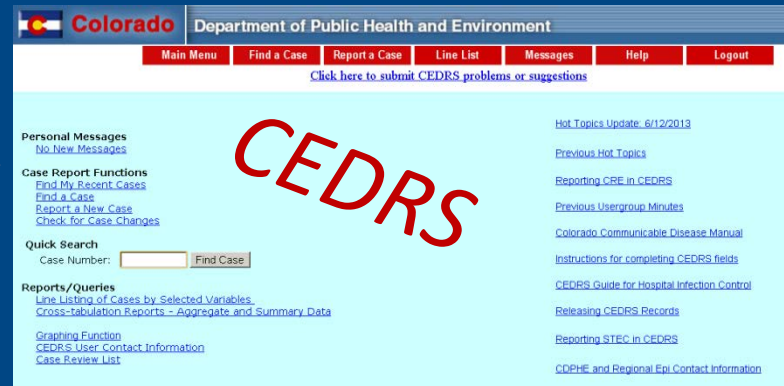 Colorado Department of Public Health and Environment
Main Menu Find a Case Report a Case Line List Messages Help Logout
Click here to submit CEDRS problems or suggestions
CEDRS
Personal Messages
No New Messages
Case Report Functions
Find My Recent Cases
Find a Case
Report a New Case
Check for Case Changes
Quick Search
Case Number: Find Case
Reports/Queries
Line Listing of Cases by Selected Variables
Cross-tabulation Reports - Aggregate and Summary Data
Graphing Function
CEDRS User Contact Information
Case Review List
Hot Topics Update: 6/12/2013
Previous Hot Topics
Reporting CRE in CEDRS
Previous Usergroup Minutes
Colorado Communicable Disease Manual
Instructions for completing CEDRS fields
CEDRS Guide for Hospital Infection Control
Releasing CEDRS Records
Reporting STEC in CEDRS
CDPHE and Regional Epi Contact Information